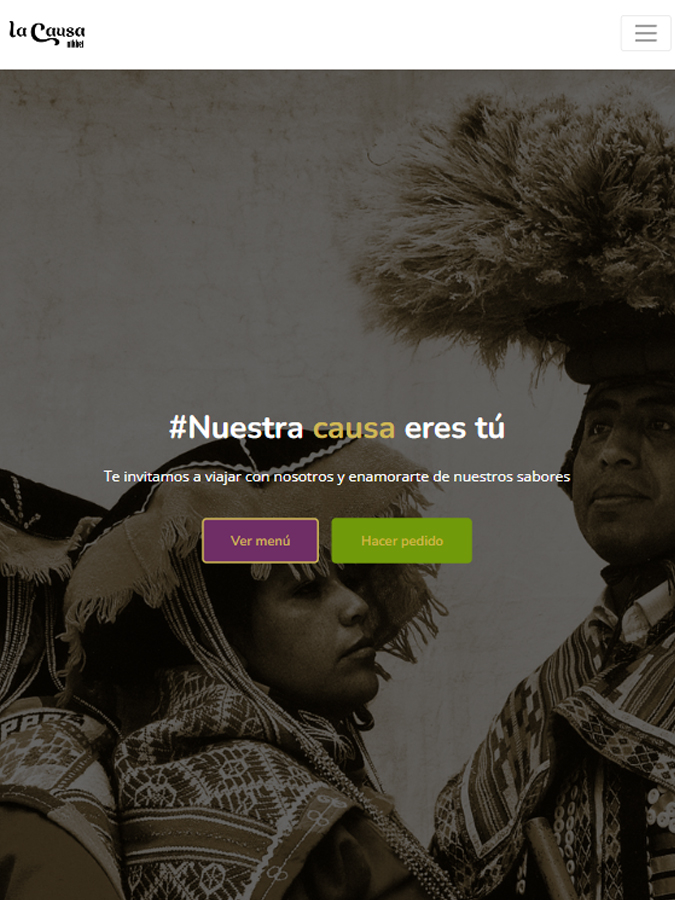 la Causa
nikkei
#Nuestra causa eres tú
Te invitamos a viajar con nosotros y enamorarte de nuestros sabores
Ver menú
Hacer pedido